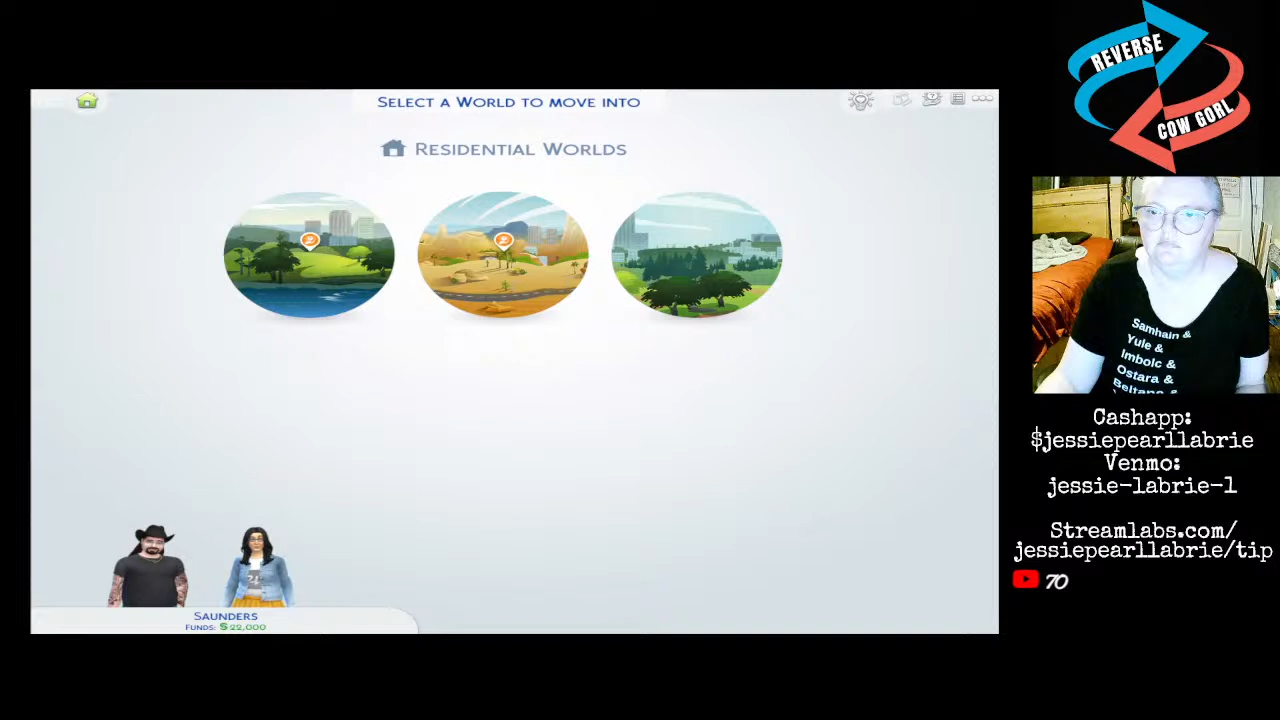 SELECT A WORLD TO MOVE INTO
RESIDENTIAL WORLDS
SAUNDERS
FUNDS: §22,000
REVERSE
COW GORL
Samhain &
Yule &
Imbolc &
Ostara &
Beltane &
Cashapp:
$jessiepearllabrie
Venmo:
jessie-labrie-1
Streamlabs.com/
jessiepearllabrie/tip
70